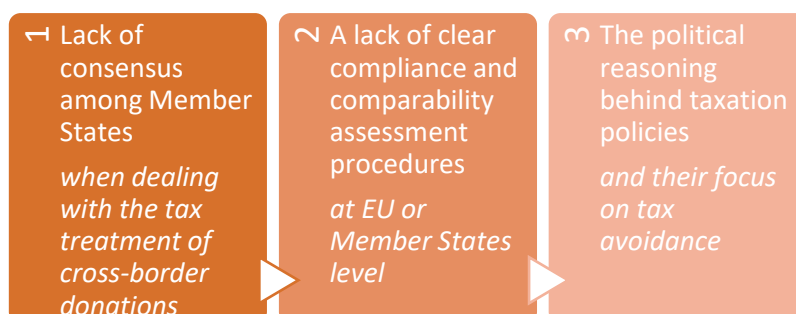 1
Lack of
consensus
among Member
States
when dealing
with the tax
treatment of
cross-border
donations
2
A lack of clear
compliance and
comparability
assessment
procedures
at EU or
Member States
level
3
The political
reasoning
behind taxation
policies
and their focus
on tax
avoidance